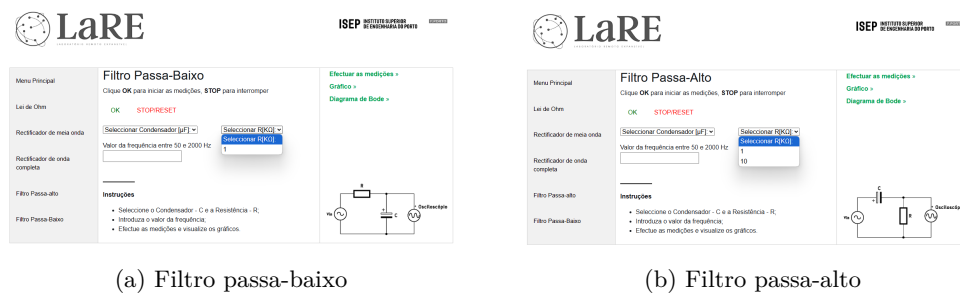 LaRE
LABORATÓRIO REMOTO EXPANSÍVEL
ISEP INSTITUTO SUPERIOR
DE ENGENHARIA DO PORTO
Menu Principal
Lei de Ohm
Rectificador de meia onda
Rectificador de onda
completa
Filtro Passa-alto
Filtro Passa-Baixo
Filtro Passa-Baixo
Clique OK para iniciar as medições, STOP para interromper
OK STOP/RESET
Seleccionar Condensador [µF] Seleccionar R[KΩ]
Seleccionar R[KΩ]
1
Valor da frequência entre 50 e 2000 Hz
Instruções
• Seleccione o Condensador - C e a Resistência - R;
• Introduza o valor da frequência;
• Efectue as medições e visualize os gráficos.
Efectuar as medições »
Gráfico »
Diagrama de Bode »
R
Vin
+
C
Osciloscópio
(a) Filtro passa-baixo
LaRE
LABORATÓRIO REMOTO EXPANSÍVEL
ISEP INSTITUTO SUPERIOR
DE ENGENHARIA DO PORTO
Menu Principal
Lei de Ohm
Rectificador de meia onda
Rectificador de onda
completa
Filtro Passa-alto
Filtro Passa-Baixo
Filtro Passa-Alto
Clique OK para iniciar as medições, STOP para interromper
OK STOP/RESET
Seleccionar Condensador [µF] Seleccionar R[KΩ]
Seleccionar R[KΩ]
1
10
Valor da frequência entre 50 e 2000 Hz
Instruções
• Seleccione o Condensador - C e a Resistência - R;
• Introduza o valor da frequência;
• Efectue as medições e visualize os gráficos.
Efectuar as medições »
Gráfico »
Diagrama de Bode »
C
+
Vin
R
Osciloscópio
(b) Filtro passa-alto